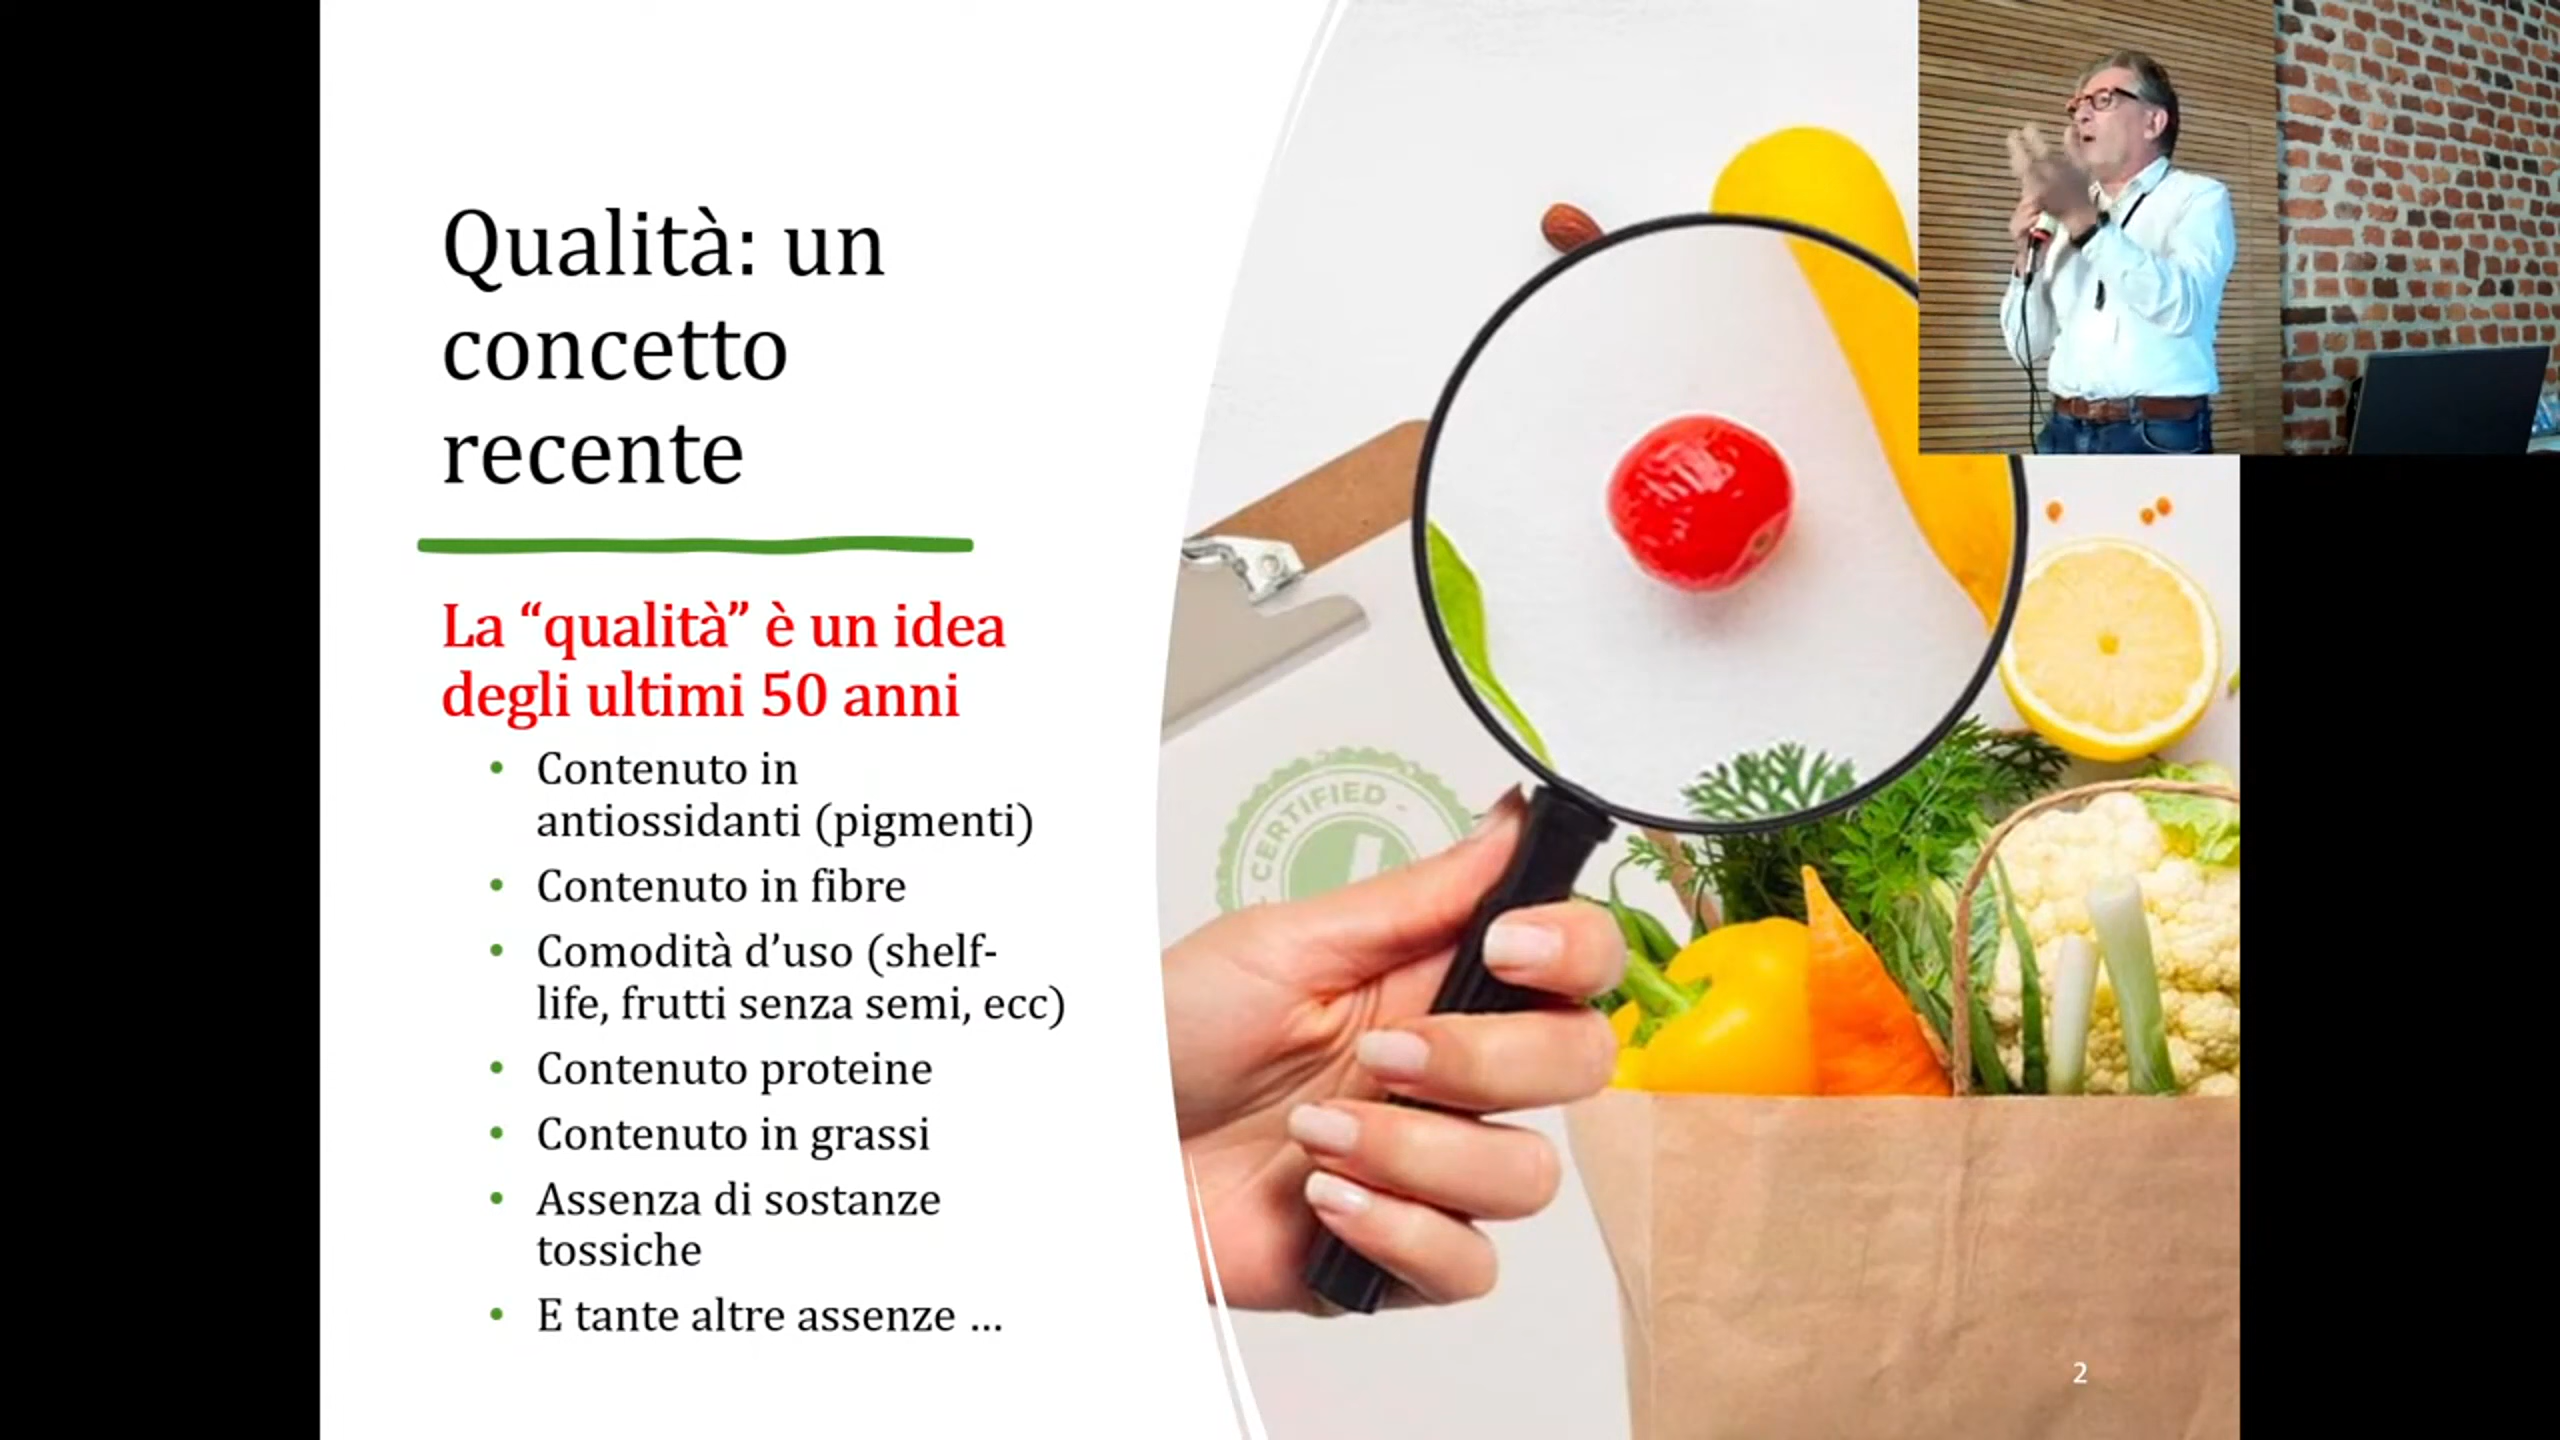 Qualità: un
concetto
recente
La “qualità” è un idea
degli ultimi 50 anni
• Contenuto in
antiossidanti (pigmenti)
• Contenuto in fibre
• Comodità d’uso (shelf-
life, frutti senza semi, ecc)
• Contenuto proteine
• Contenuto in grassi
• Assenza di sostanze
tossiche
• E tante altre assenze ...
CERTIFIED -
2